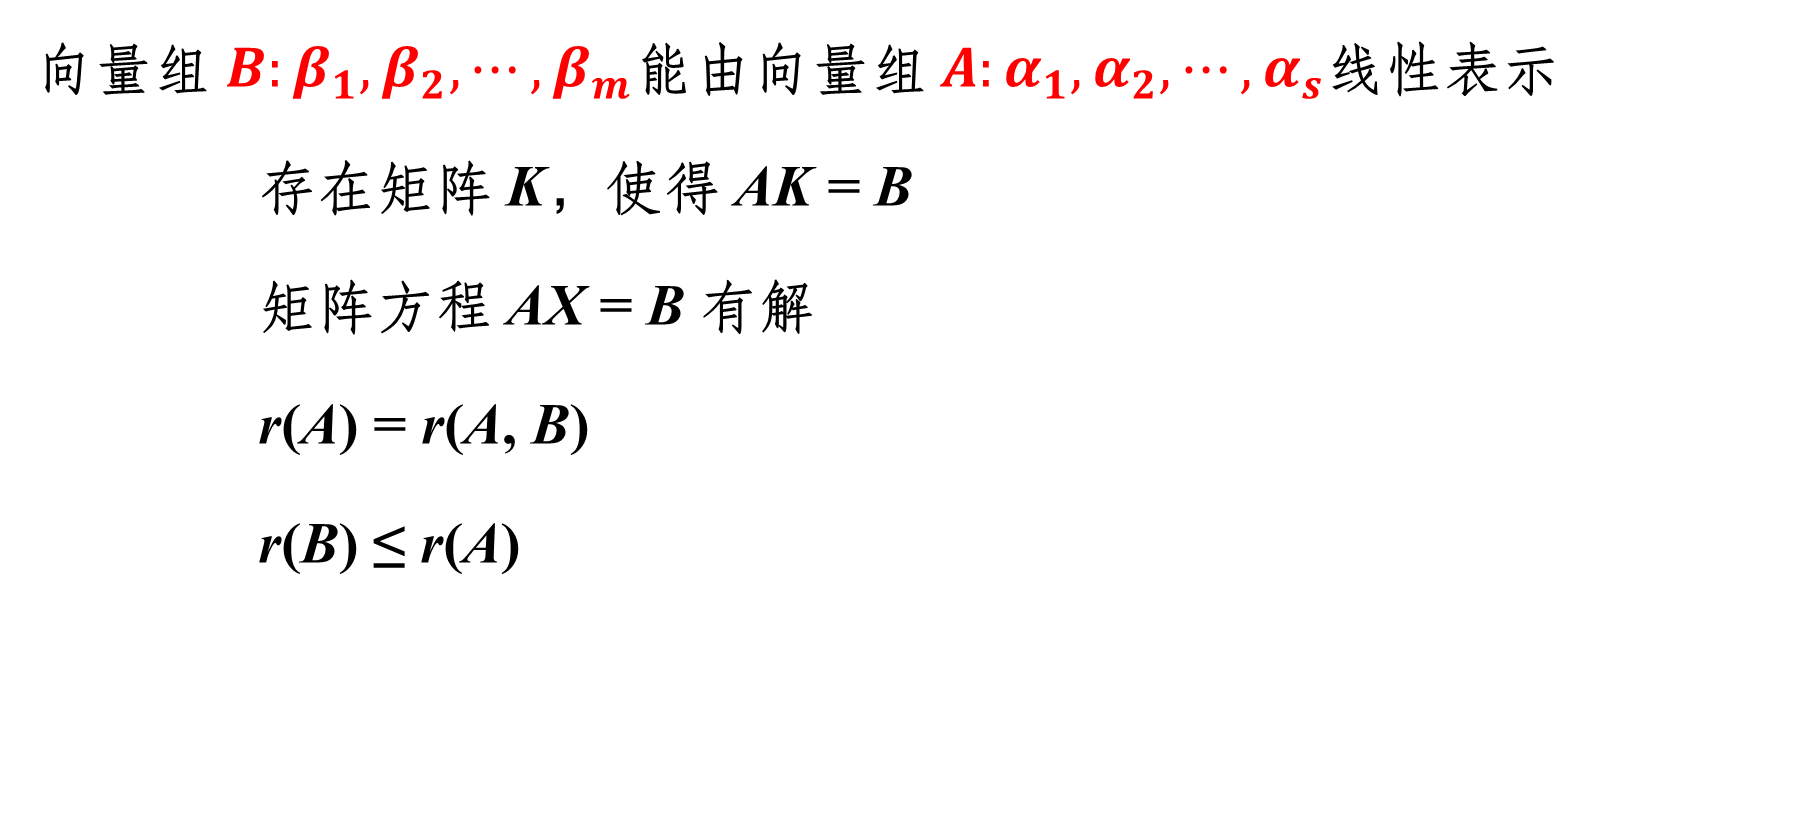 向量组 B: β₁, β₂, ⋯ , βₘ 能由向量组 A: α₁, α₂, ⋯ , αₛ 线性表示
存在矩阵 K，使得 AK = B
矩阵方程 AX = B 有解
r(A) = r(A, B)
r(B) ≤ r(A)